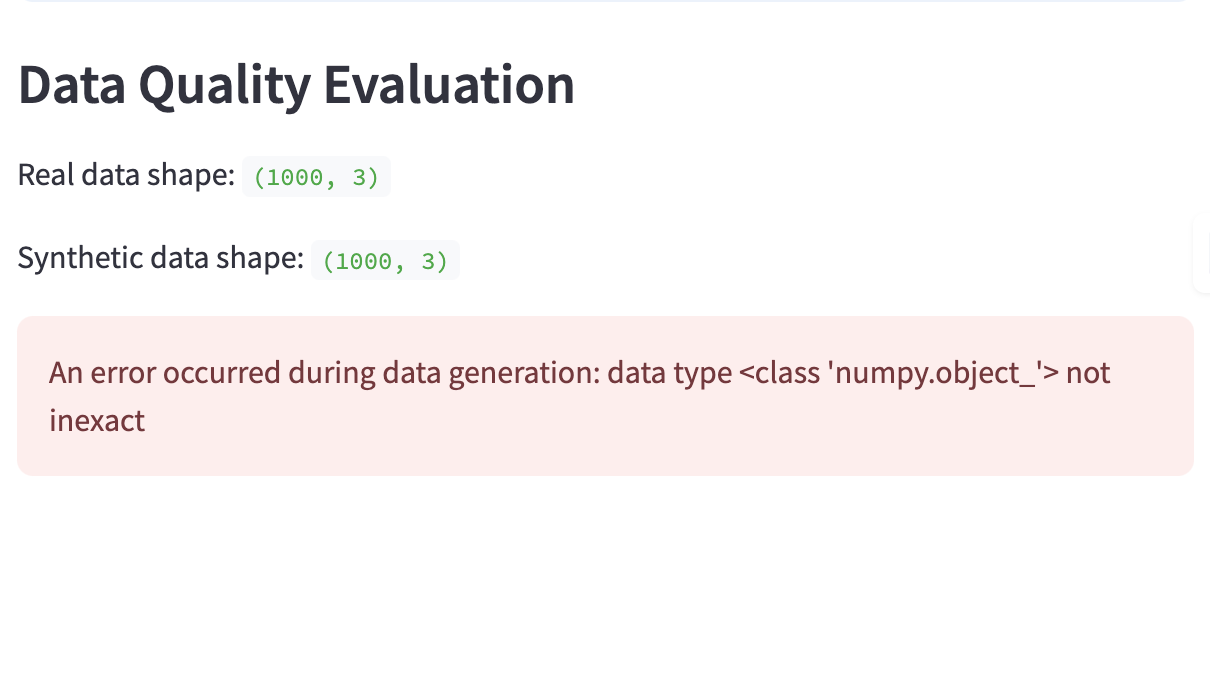 Data Quality Evaluation
Real data shape: (1000, 3)
Synthetic data shape: (1000, 3)
An error occurred during data generation: data type <class 'numpy.object_'> not
inexact